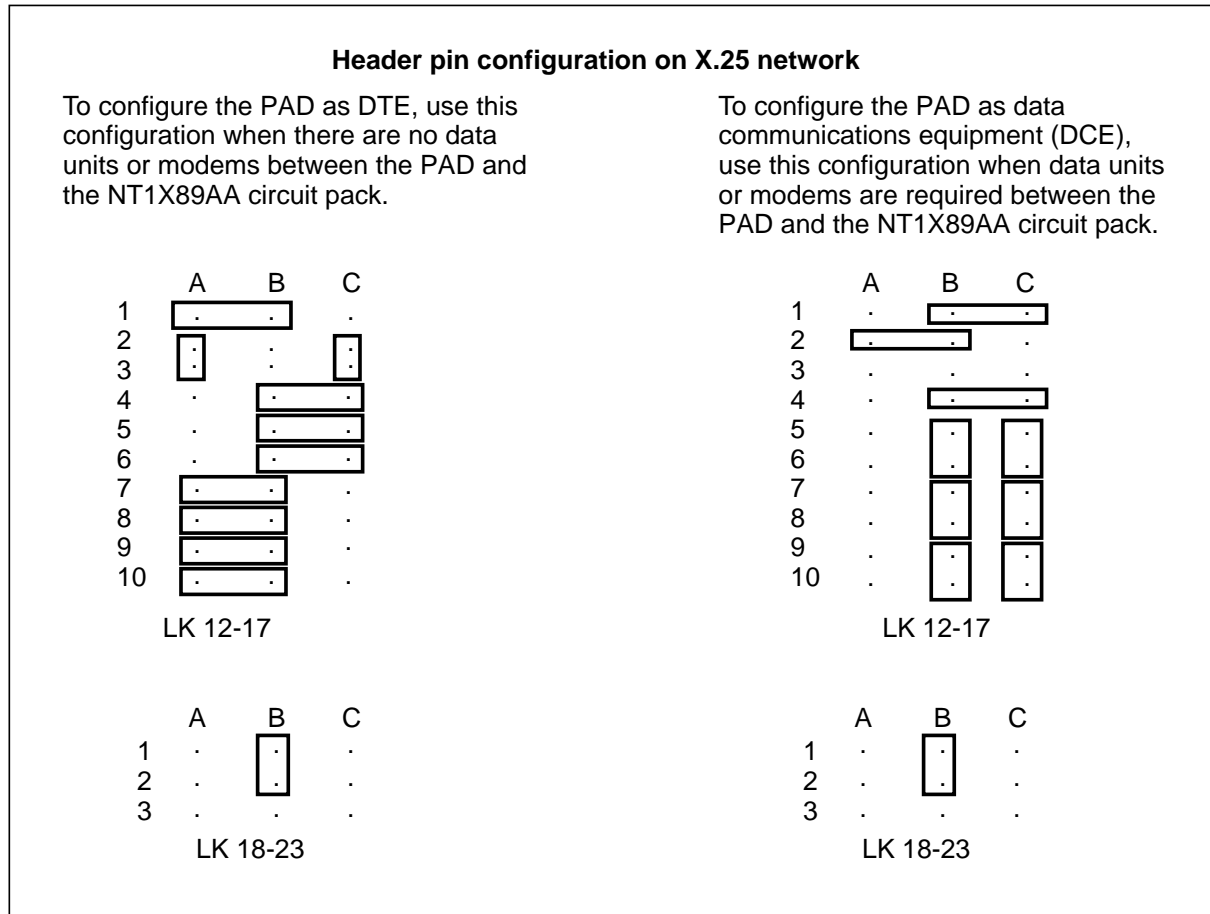 Header pin configuration on X.25 network
To configure the PAD as DTE, use this
configuration when there are no data
units or modems between the PAD and
the NT1X89AA circuit pack.
A B C
1
2
3
4
5
6
7
8
9
10
LK 12-17
A B C
1
2
3
LK 18-23
To configure the PAD as data
communications equipment (DCE),
use this configuration when data units
or modems are required between the
PAD and the NT1X89AA circuit pack.
A B C
1
2
3
4
5
6
7
8
9
10
LK 12-17
A B C
1
2
3
LK 18-23